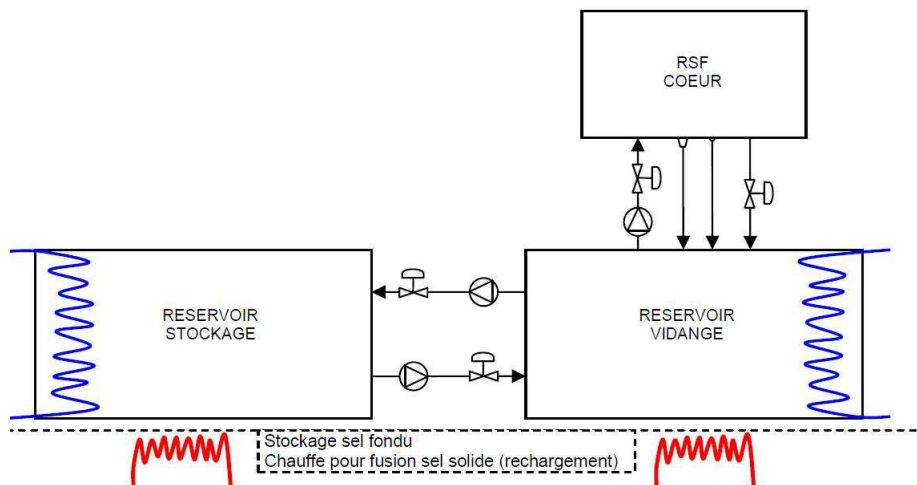 RSF
COEUR
RESERVOIR
STOCKAGE
RESERVOIR
VIDANGE
Stockage sel fondu
Chauffe pour fusion sel solide (rechargement)